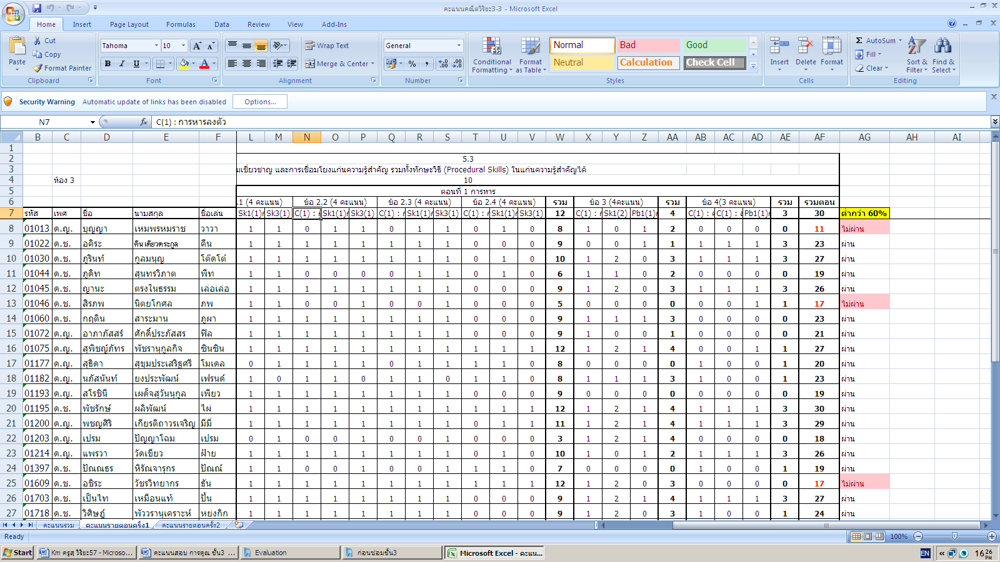 คะแนนคณิตวิริยะ3-3 - Microsoft Excel
Home Insert Page Layout Formulas Data Review View Add-Ins
Paste Cut Copy Format Painter Clipboard
Tahoma 10 B I U Font
Wrap Text Merge & Center Alignment
General % , Number
Conditional Formatting Format as Table Normal Bad Good Neutral Calculation Check Cell Styles
Insert Delete Format Cells
Σ AutoSum Fill Clear Sort & Filter Find & Select Editing
Security Warning Automatic update of links has been disabled Options...
N7 fx C(1) : การหารลงตัว
B C D E F L M N O P Q R S T U V W X Y Z AA AB AC AD AE AF AG AH AI
1
2 5.3
3 มเชี่ยวชาญ และการเชื่อมโยงแก่นความรู้สำคัญ รวมทั้งทักษะวิธี (Procedural Skills) ในแก่นความรู้สำคัญได้
4 ห้อง 3 10
5 ตอนที่ 1 การหาร
6 .1 (4 คะแนน) ข้อ 2.2 (4 คะแนน) ข้อ 2.3 (4 คะแนน) ข้อ 2.4 (4 คะแนน) รวม ข้อ 3 (4คะแนน) รวม ข้อ 4(3 คะแนน) รวม รวมตอน
7 รหัส เพศ ชื่อ นามสกุล ชื่อเล่น Sk1(1) Sk3(1) C(1) : Sk1(1) Sk3(1) C(1) : Sk1(1) Sk3(1) C(1) : Sk1(1) Sk3(1) 12 C(1) : Sk1(2) Pb1(1) 4 C(1) : C(1) : Pb1(1) 3 30 ต่ำกว่า 60%
8 01013 ด.ญ. บุญญา เหมพรหมราช วาวา 1 1 0 1 1 0 1 1 0 1 0 8 1 0 1 2 0 0 0 0 11 ไม่ผ่าน
9 01022 ด.ช. อคิระ คีน เคียวตระกูล คีน 1 1 1 1 1 1 1 1 0 1 0 9 0 0 1 1 1 1 1 3 23 ผ่าน
10 01030 ด.ช. ภูรินท์ กูลมนุญ โต๊ดโต๋ 1 1 1 1 1 1 1 1 0 1 0 10 1 2 0 3 1 1 1 3 27 ผ่าน
11 01044 ด.ช. ภูดิท สุนทรวิภาต พีท 1 1 0 0 0 0 1 1 0 1 0 6 1 1 0 2 0 0 0 0 19 ผ่าน
12 01045 ด.ช. ญานะ ตรงในธรรม เล่อเล่อ 1 1 1 1 1 1 1 1 0 0 0 9 1 2 0 3 1 1 1 3 26 ผ่าน
13 01046 ด.ช. สิรภพ นิตยโกศล ภพ 1 1 0 0 1 0 0 1 0 0 0 5 0 0 0 0 0 0 1 1 17 ไม่ผ่าน
14 01060 ด.ช. กฤติน สาระมาน ภูผา 1 1 1 1 1 1 1 1 0 0 0 9 1 1 1 3 0 0 0 0 23 ผ่าน
15 01072 ด.ญ. อาภาภัสสร์ ศักดิ์ประภัสสร ฟิล 1 1 1 1 1 1 1 1 0 0 0 9 1 0 0 1 0 0 0 0 21 ผ่าน
16 01075 ด.ญ. สุพิชญ์ภัทร พัชรานุกูลกิจ ซินซิน 1 1 1 1 1 1 1 1 1 1 1 12 1 2 1 4 0 0 1 1 27 ผ่าน
17 01177 ด.ญ. สุธิดา สุขุมประเสริฐศรี โมเดล 0 1 1 1 1 0 1 1 1 1 0 8 0 0 0 0 1 0 0 1 20 ผ่าน
18 01182 ด.ญ. นภัสนันท์ ยงประพัฒน์ เฟรนด์ 1 0 1 1 0 1 1 0 1 1 0 8 1 1 1 3 1 0 0 1 23 ผ่าน
19 01193 ด.ญ. สโรชินี เผด็จสุวันนุกูล เพียว 1 1 1 1 1 1 1 1 0 0 0 9 0 0 0 0 0 0 0 0 19 ผ่าน
20 01195 ด.ช. พัชรักษ์ ผลิพัฒน์ ไผ่ 1 1 1 1 1 1 1 1 1 1 1 12 1 2 1 4 1 1 1 3 30 ผ่าน
21 01200 ด.ญ. พชญศิริ เกียรติถาวรเจริญ มีมี่ 1 1 1 1 1 1 1 1 0 1 1 11 1 2 1 4 1 1 1 3 29 ผ่าน
22 01203 ด.ญ. เปรม ปัญญาโฉม เปรม 0 1 0 1 1 0 0 1 0 0 0 3 1 2 1 4 0 0 0 0 18 ผ่าน
23 01214 ด.ญ. แพรวา วัดเขียว ฝ้าย 1 1 1 1 1 1 1 1 0 1 0 10 1 0 1 2 1 1 1 3 26 ผ่าน
24 01397 ด.ช. ปัณณธร หิรัณจารุกร ปัณณ์ 1 1 0 0 1 0 0 1 1 1 0 7 0 0 0 0 1 0 0 1 19 ผ่าน
25 01609 ด.ช. อชิระ วัชรวิทยากร ธัน 1 1 1 1 1 1 1 1 1 1 1 12 1 2 0 3 0 0 0 0 17 ไม่ผ่าน
26 01703 ด.ช. เป็นไท เหมือนแท้ ปั้น 1 1 1 1 1 1 1 1 0 0 0 9 1 2 1 4 1 1 1 3 27 ผ่าน
27 01718 ด.ช. วิศิษฎ์ พัววรานุเคราะห์ หย่งกิก 1 1 1 1 1 1 1 1 0 0 0 9 1 2 0 3 1 0 0 1 24 ผ่าน
คะแนนรวม คะแนนรายตอนครั้ง1 คะแนนรายตอนครั้ง2
Ready 100%
Start Km ครูสุ วิริยะ57 - Microso... คะแนนสอบ การคูณ ชั้น3 ... Evaluation ก่อนซ่อมชั้น3 Microsoft Excel - คะแน... EN « 16 26 PM